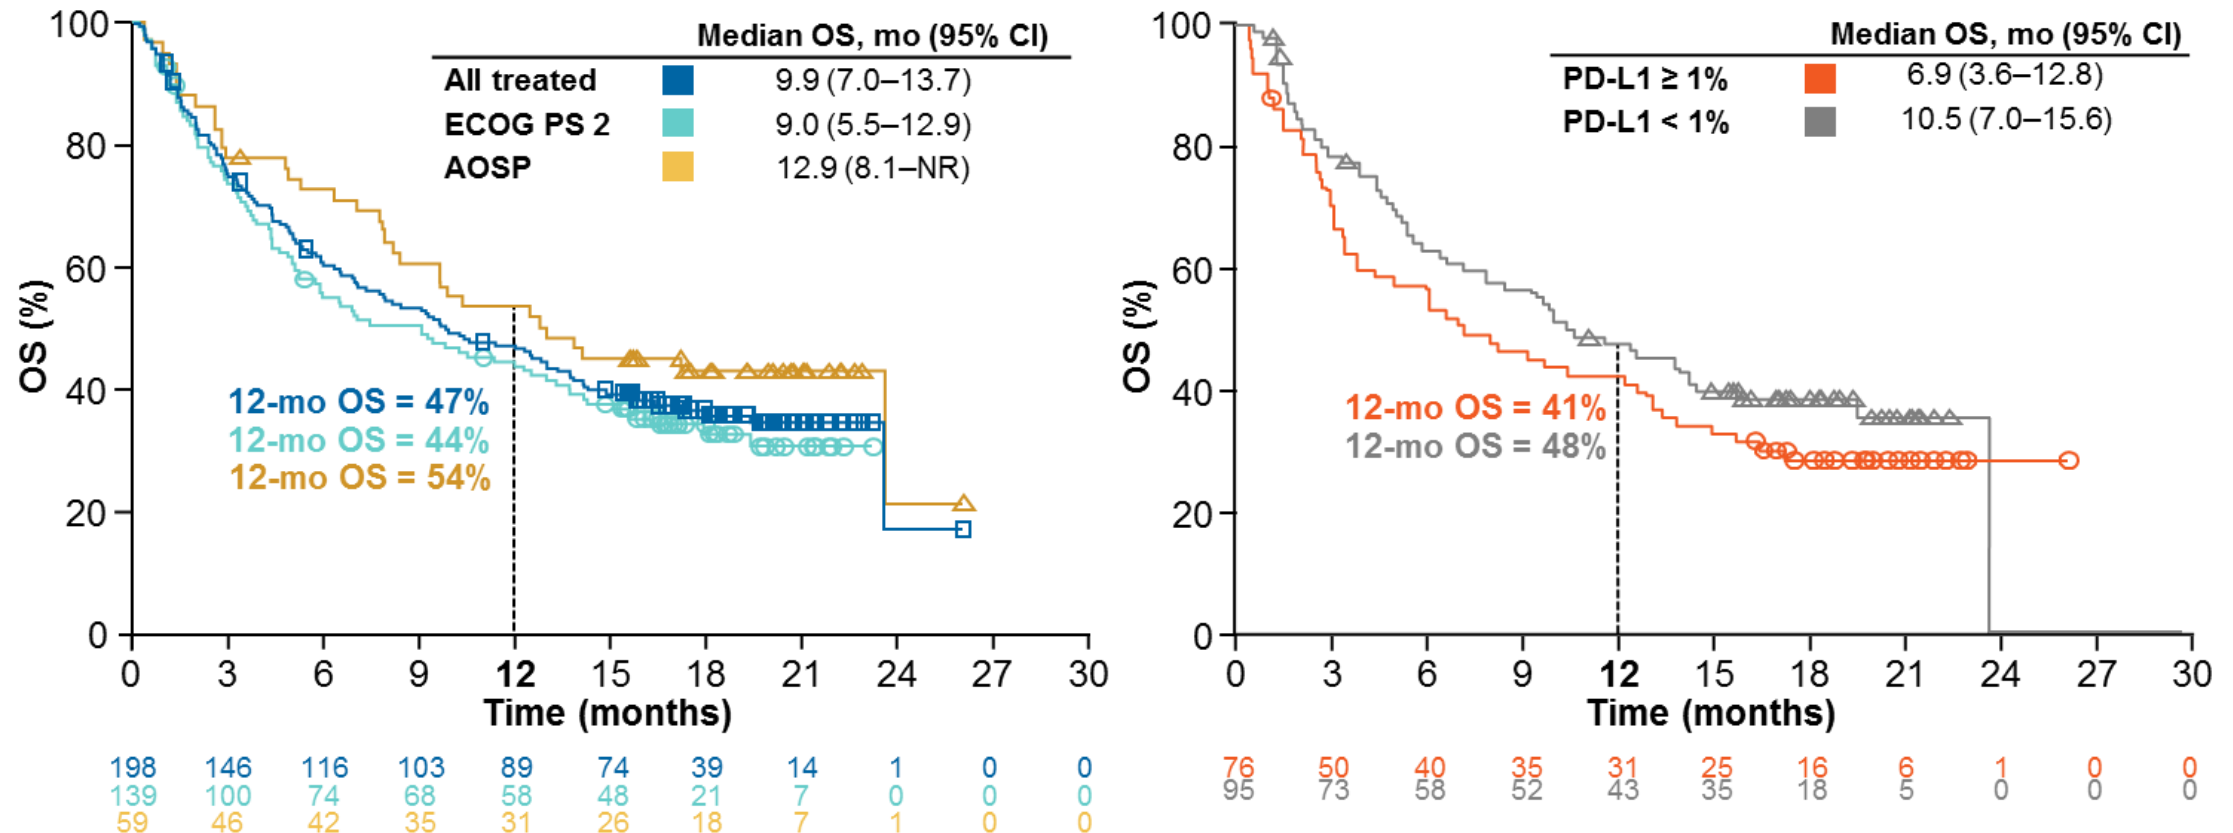 Median OS, mo (95% CI)
All treated 9.9 (7.0–13.7)
ECOG PS 2 9.0 (5.5–12.9)
AOSP 12.9 (8.1–NR)
100
80
60
40
20
0
OS (%)
12-mo OS = 47%
12-mo OS = 44%
12-mo OS = 54%
0 3 6 9 12 15 18 21 24 27 30
Time (months)
198 146 116 103 89 74 39 14 1 0 0
139 100 74 68 58 48 21 7 0 0 0
59 46 42 35 31 26 18 7 1 0 0
Median OS, mo (95% CI)
PD-L1 ≥ 1% 6.9 (3.6–12.8)
PD-L1 < 1% 10.5 (7.0–15.6)
100
80
60
40
20
0
OS (%)
12-mo OS = 41%
12-mo OS = 48%
0 3 6 9 12 15 18 21 24 27 30
Time (months)
76 50 40 35 31 25 16 6 1 0 0
95 73 58 52 43 35 18 5 0 0 0